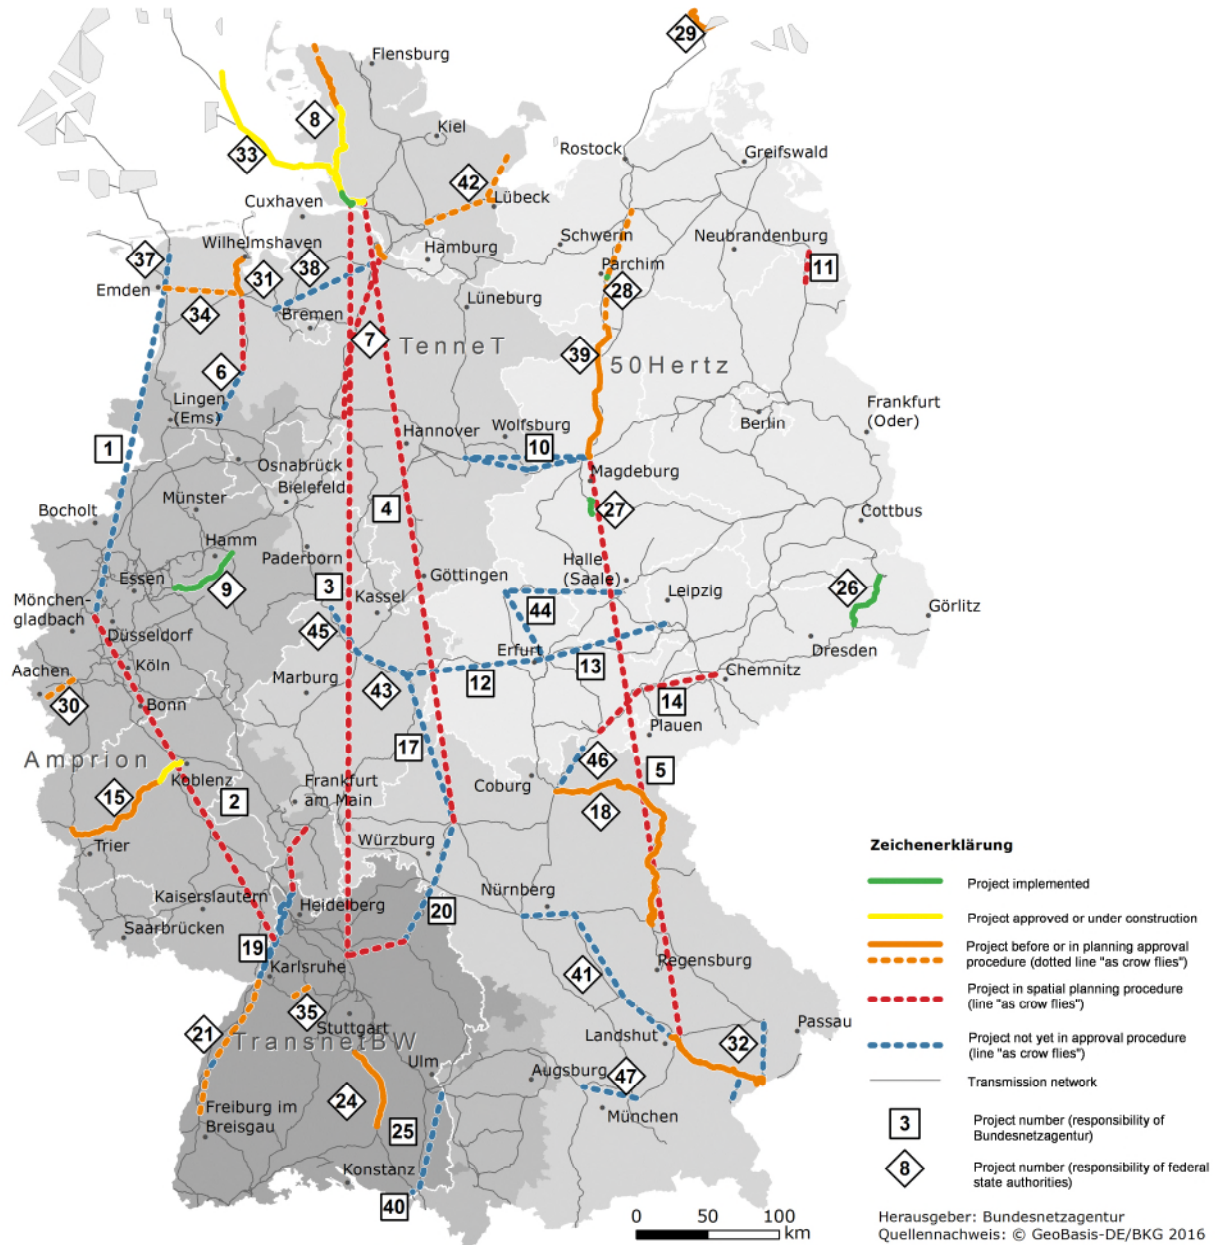 29
Flensburg
8
Kiel
33
Rostock
Greifswald
42
Cuxhaven
Lübeck
Wilhelmshaven
Schwerin
Neubrandenburg
37
38
Hamburg
Parchim
11
31
Emden
28
34
Bremen
Lüneburg
7
TenneT
39
50Hertz
6
Lingen
(Ems)
Frankfurt
(Oder)
Berlin
Hannover
Wolfsburg
10
1
Osnabrück
Magdeburg
Bielefeld
Münster
4
27
Bocholt
Cottbus
Hamm
Paderborn
Halle
(Saale)
Essen
9
3
Göttingen
26
Leipzig
Mönchen-
gladbach
Kassel
44
Görlitz
Düsseldorf
45
Erfurt
Dresden
Köln
13
Aachen
Marburg
12
Chemnitz
43
30
Bonn
14
Plauen
17
Amprion
46
5
Koblenz
Frankfurt
am Main
Coburg
15
2
18
Trier
Würzburg
Kaiserslautern
Nürnberg
Heidelberg
20
Saarbrücken
19
Karlsruhe
Regensburg
41
35
Stuttgart
21
TransnetBW
Landshut
32
Passau
Ulm
Augsburg
47
24
Freiburg im
Breisgau
25
München
Konstanz
40
Zeichenerklärung
Project implemented
Project approved or under construction
Project before or in planning approval
procedure (dotted line "as crow flies")
Project in spatial planning procedure
(line "as crow flies")
Project not yet in approval procedure
(line "as crow flies")
Transmission network
3
Project number (responsibility of
Bundesnetzagentur)
8
Project number (responsibility of federal
state authorities)
0 50 100
km
Herausgeber: Bundesnetzagentur
Quellennachweis: © GeoBasis-DE/BKG 2016